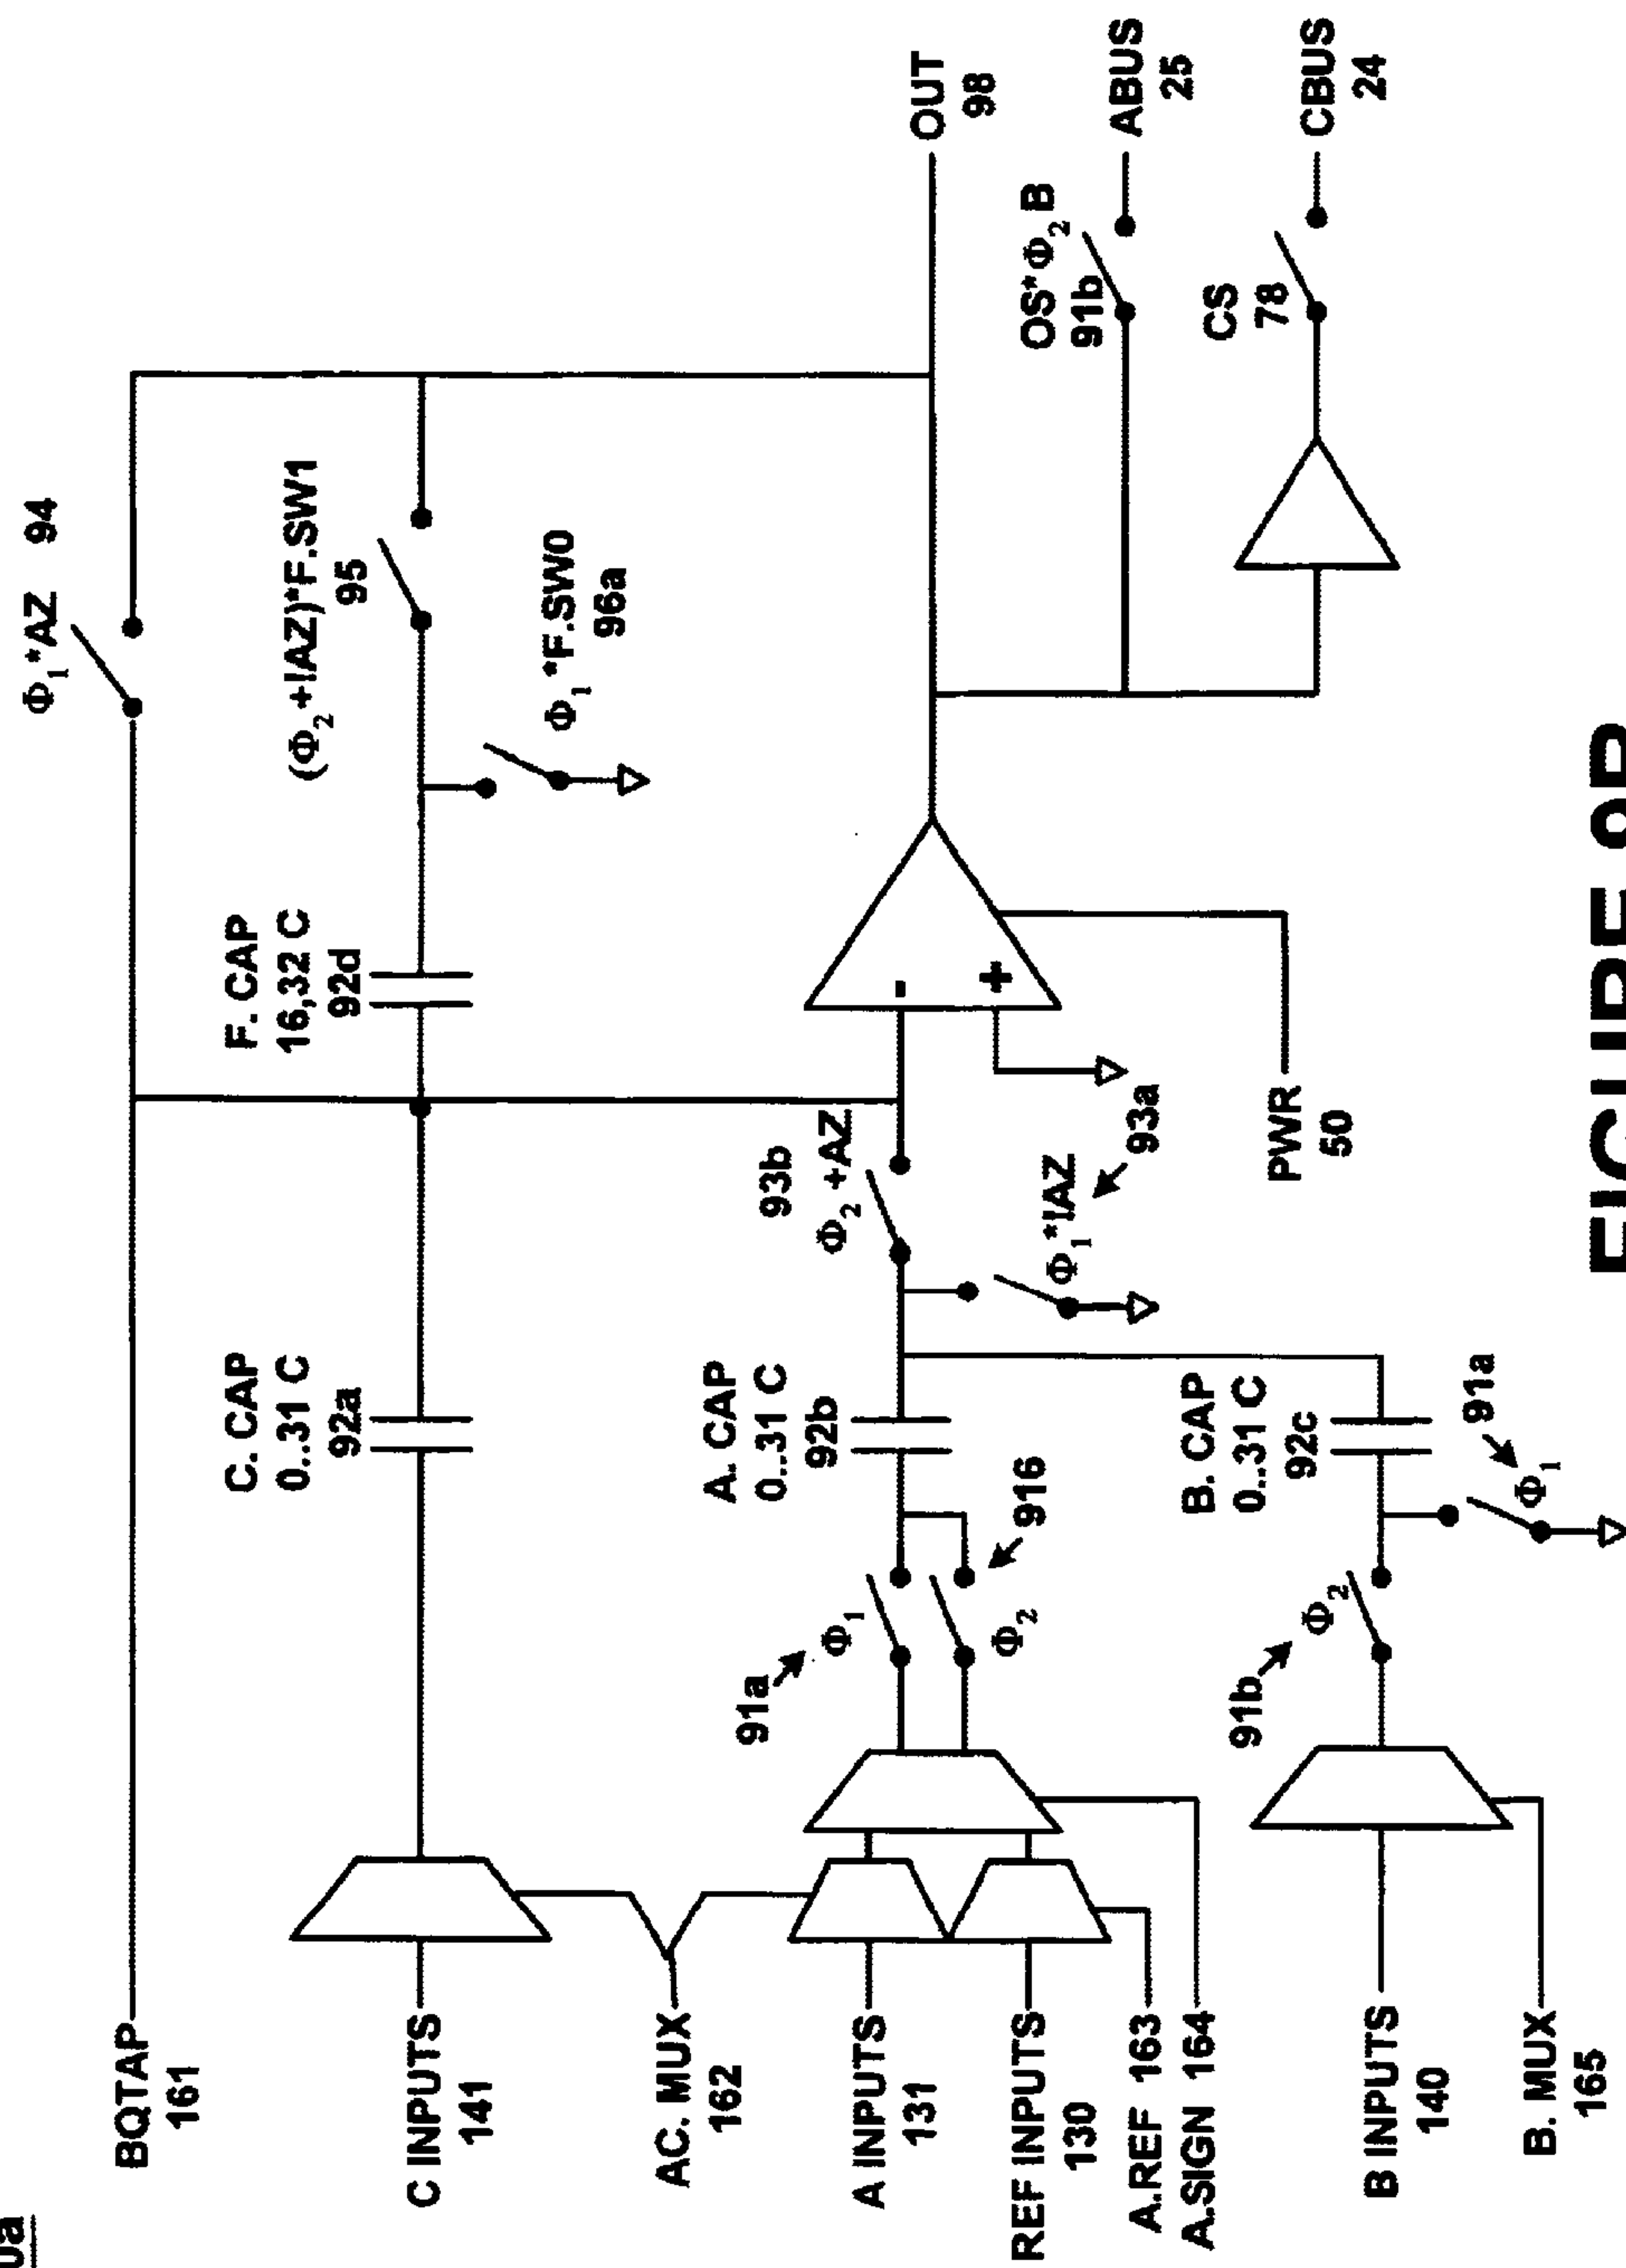 BQTAP
161
C INPUTS
141
AC. MUX
162
A INPUTS
131
REF INPUTS
130
A.REF 163
A.SIGN 164
B INPUTS
140
B. MUX
165
C. CAP
0..31 C
92a
A. CAP
0..31 C
92b
B. CAP
0..31 C
92c
91a
Φ1
Φ2
916
91b
Φ2
Φ1
91a
F. CAP
16,32 C
92d
93b
Φ2 +AZ
Φ1*IAZ
93a
-
+
PWR
50
Φ1*AZ 94
(Φ2+IAZ)*F.SW1
95
Φ1*F.SW0
96a
OUT
98
OS*Φ2B
91b
ABUS
25
CS
78
CBUS
24